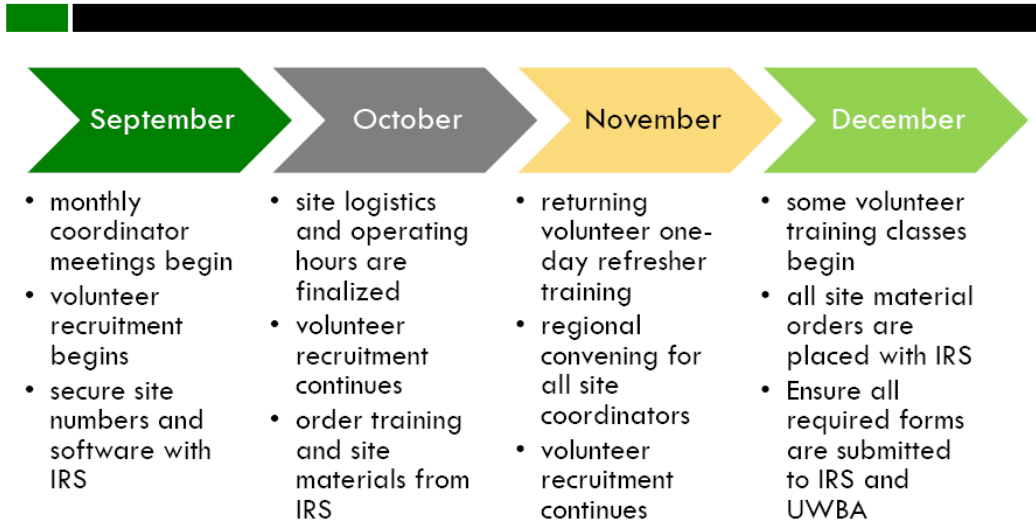 September
• monthly
coordinator
meetings begin
• volunteer
recruitment
begins
• secure site
numbers and
software with
IRS
October
• site logistics
and operating
hours are
finalized
• volunteer
recruitment
continues
• order training
and site
materials from
IRS
November
• returning
volunteer one-
day refresher
training
• regional
convening for
all site
coordinators
• volunteer
recruitment
continues
December
• some volunteer
training classes
begin
• all site material
orders are
placed with IRS
• Ensure all
required forms
are submitted
to IRS and
UWBA